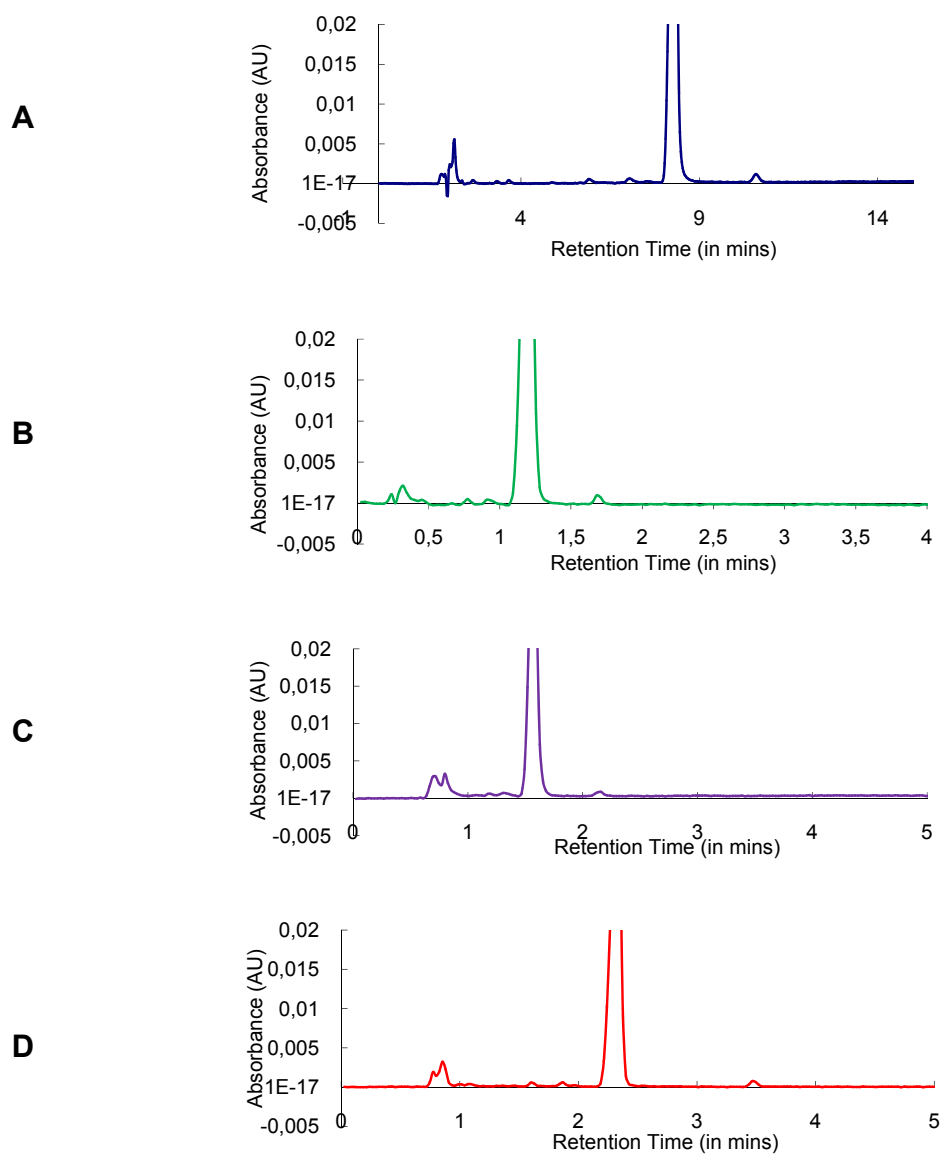 A
Absorbance (AU)
0,02
0,015
0,01
0,005
1E-17
-0,005
-1 4 9 14
Retention Time (in mins)
B
Absorbance (AU)
0,02
0,015
0,01
0,005
1E-17
-0,005
0 0,5 1 1,5 2 2,5 3 3,5 4
Retention Time (in mins)
C
Absorbance (AU)
0,02
0,015
0,01
0,005
1E-17
-0,005
0 1 2 3 4 5
Retention Time (in mins)
D
Absorbance (AU)
0,02
0,015
0,01
0,005
1E-17
-0,005
0 1 2 3 4 5
Retention Time (in mins)